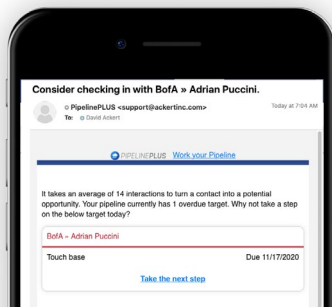 Consider checking in with BofA » Adrian Puccini.
PipelinePLUS <support@ackertinc.com>
Today at 7:04 AM
To: David Ackert
PIPELINEPLUS Work your Pipeline
It takes an average of 14 interactions to turn a contact into a potential
opportunity. Your pipeline currently has 1 overdue target. Why not take a step
on the below target today?
BofA » Adrian Puccini
Touch base
Due 11/17/2020
Take the next step